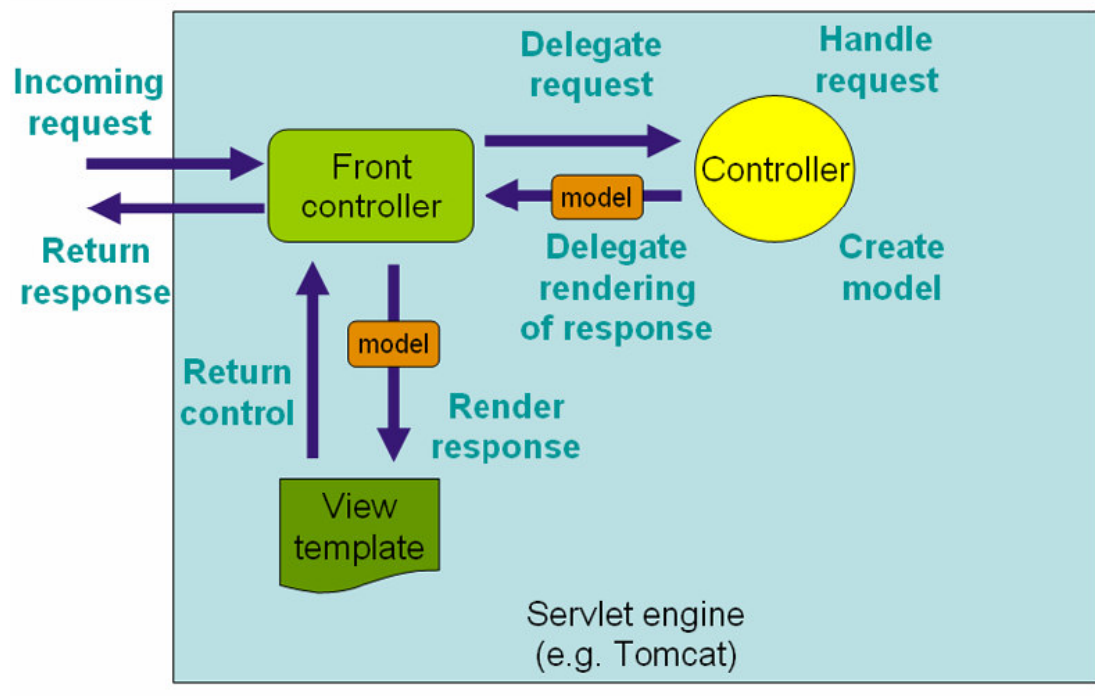 Incoming
request
Return
response
Front
controller
Delegate
request
Handle
request
Controller
model
Delegate
rendering
of response
Create
model
model
Return
control
Render
response
View
template
Servlet engine
(e.g. Tomcat)